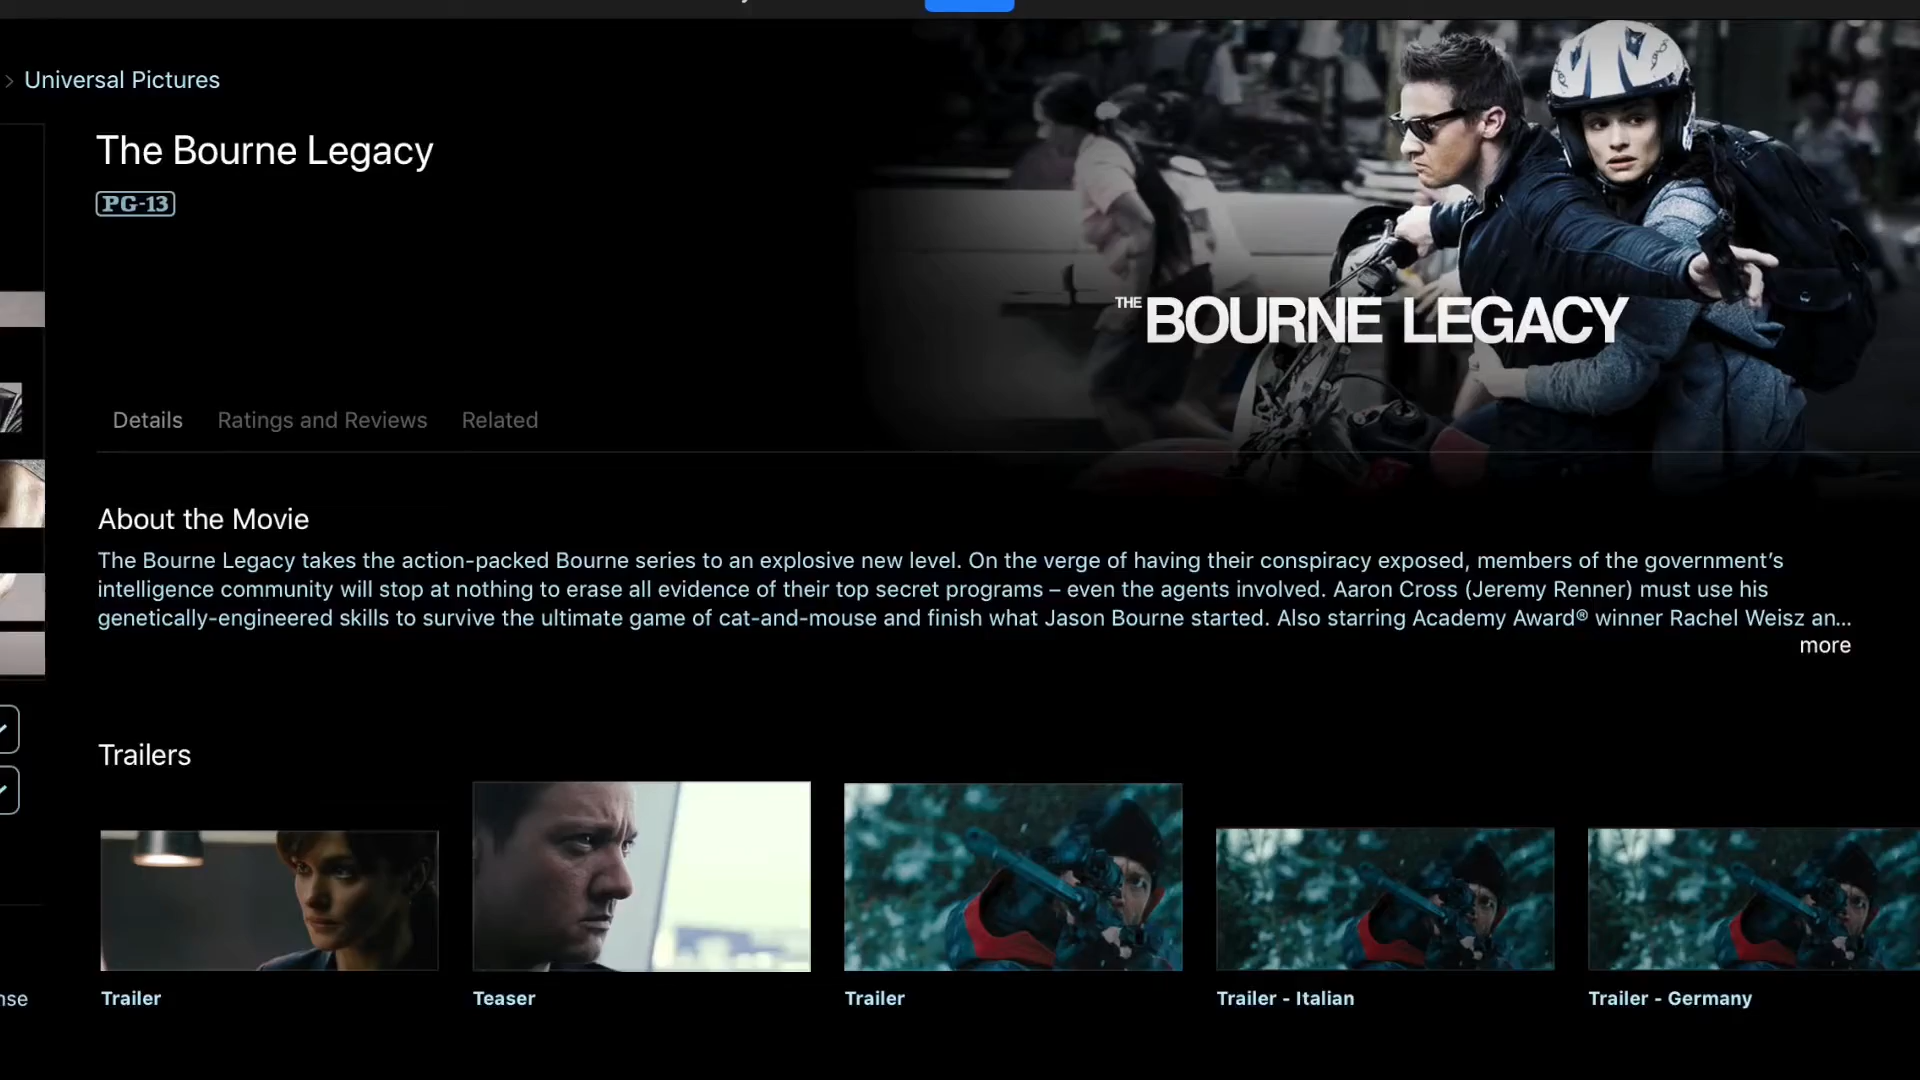 Universal Pictures
The Bourne Legacy
PG-13
THE BOURNE LEGACY
Details Ratings and Reviews Related
About the Movie
The Bourne Legacy takes the action-packed Bourne series to an explosive new level. On the verge of having their conspiracy exposed, members of the government’s
intelligence community will stop at nothing to erase all evidence of their top secret programs – even the agents involved. Aaron Cross (Jeremy Renner) must use his
genetically-engineered skills to survive the ultimate game of cat-and-mouse and finish what Jason Bourne started. Also starring Academy Award® winner Rachel Weisz an...
more
Trailers
Trailer Teaser Trailer Trailer - Italian Trailer - Germany